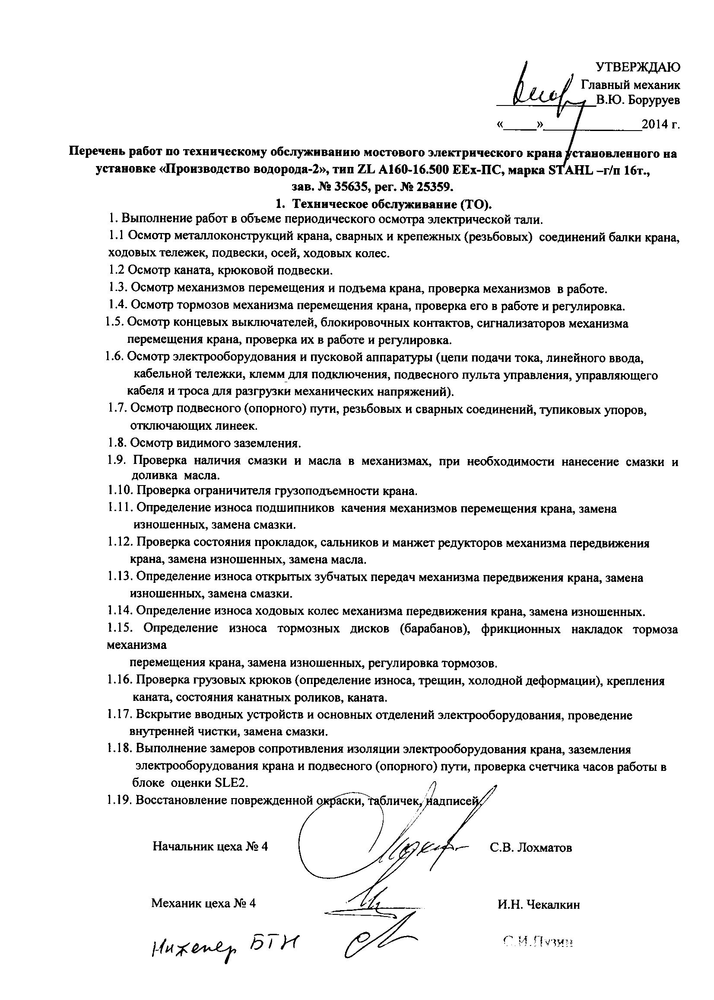 УТВЕРЖДАЮ
Главный механик
В.Ю. Боруруев
«_____»_______________2014 г.
Перечень работ по техническому обслуживанию мостового электрического крана установленного на
установке «Производство водорода-2», тип ZL A160-16.500 EEx-ПС, марка STAHL –г/п 16т.,
зав. № 35635, рег. № 25359.
1. Техническое обслуживание (ТО).
1. Выполнение работ в объеме периодического осмотра электрической тали.
1.1 Осмотр металлоконструкций крана, сварных и крепежных (резьбовых) соединений балки крана,
ходовых тележек, подвески, осей, ходовых колес.
1.2 Осмотр каната, крюковой подвески.
1.3. Осмотр механизмов перемещения и подъема крана, проверка механизмов в работе.
1.4. Осмотр тормозов механизма перемещения крана, проверка его в работе и регулировка.
1.5. Осмотр концевых выключателей, блокировочных контактов, сигнализаторов механизма
перемещения крана, проверка их в работе и регулировка.
1.6. Осмотр электрооборудования и пусковой аппаратуры (цепи подачи тока, линейного ввода,
кабельной тележки, клемм для подключения, подвесного пульта управления, управляющего
кабеля и троса для разгрузки механических напряжений).
1.7. Осмотр подвесного (опорного) пути, резьбовых и сварных соединений, тупиковых упоров,
отключающих линеек.
1.8. Осмотр видимого заземления.
1.9. Проверка наличия смазки и масла в механизмах, при необходимости нанесение смазки и
доливка масла.
1.10. Проверка ограничителя грузоподъемности крана.
1.11. Определение износа подшипников качения механизмов перемещения крана, замена
изношенных, замена смазки.
1.12. Проверка состояния прокладок, сальников и манжет редукторов механизма передвижения
крана, замена изношенных, замена масла.
1.13. Определение износа открытых зубчатых передач механизма передвижения крана, замена
изношенных, замена смазки.
1.14. Определение износа ходовых колес механизма передвижения крана, замена изношенных.
1.15. Определение износа тормозных дисков (барабанов), фрикционных накладок тормоза
механизма
перемещения крана, замена изношенных, регулировка тормозов.
1.16. Проверка грузовых крюков (определение износа, трещин, холодной деформации), крепления
каната, состояния канатных роликов, каната.
1.17. Вскрытие вводных устройств и основных отделений электрооборудования, проведение
внутренней чистки, замена смазки.
1.18. Выполнение замеров сопротивления изоляции электрооборудования крана, заземления
электрооборудования крана и подвесного (опорного) пути, проверка счетчика часов работы в
блоке оценки SLE2.
1.19. Восстановление поврежденной окраски, табличек, надписей.
Начальник цеха № 4 С.В. Лохматов
Механик цеха № 4 И.Н. Чекалкин
Инженер БТН С.И.Пузин